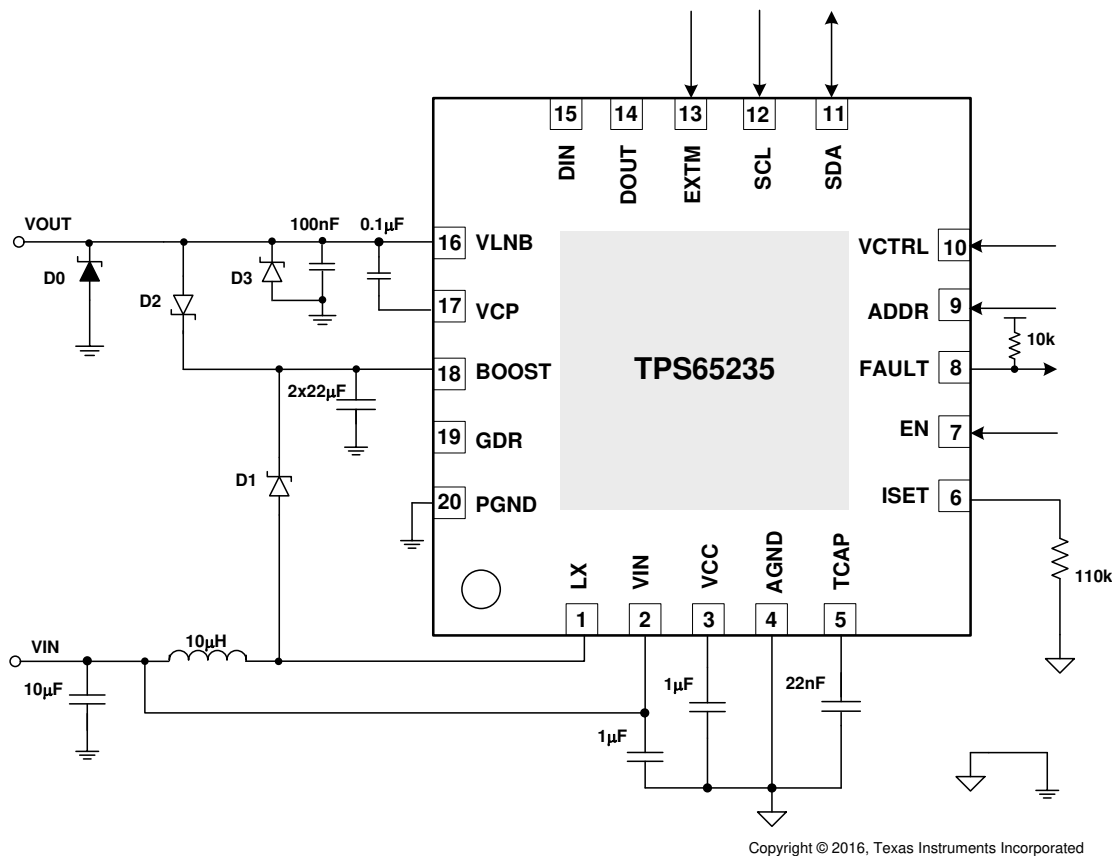 15 14 13 12 11
DIN DOUT EXTM SCL SDA
VOUT
100nF 0.1μF
16 VLNB
VCTRL 10
D0
D2
D3
17 VCP
ADDR 9
10k
2x22μF
18 BOOST
TPS65235
FAULT 8
19 GDR
EN 7
D1
20 PGND
ISET 6
110k
LX VIN VCC AGND TCAP
1 2 3 4 5
VIN
10μH
10μF
1μF
22nF
1μF
Copyright © 2016, Texas Instruments Incorporated